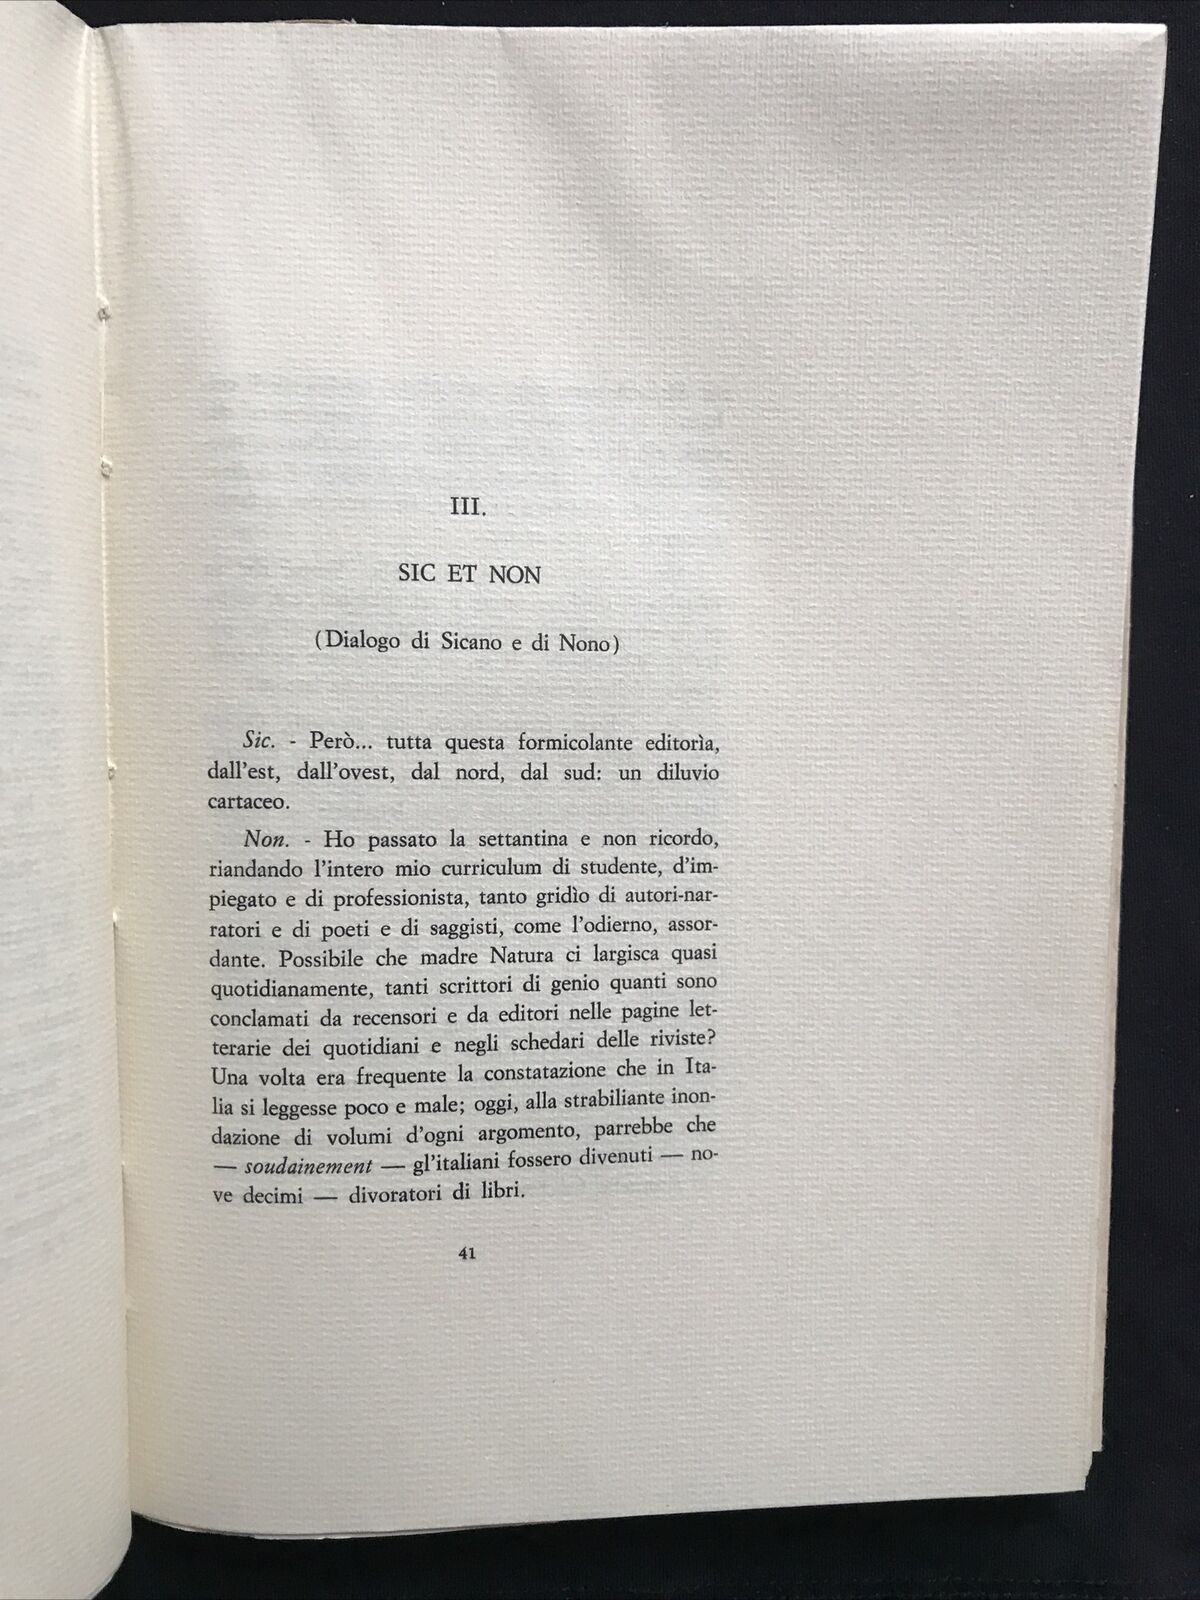 III.
SIC ET NON
(Dialogo di Sicano e di Nono)
Sic. - Però... tutta questa formicolante editorìa,
dall'est, dall'ovest, dal nord, dal sud: un diluvio
cartaceo.
Non. - Ho passato la settantina e non ricordo,
riandando l'intero mio curriculum di studente, d'im-
piegato e di professionista, tanto gridìo di autori-nar-
ratori e di poeti e di saggisti, come l'odierno, assor-
dante. Possibile che madre Natura ci largisca quasi
quotidianamente, tanti scrittori di genio quanti sono
conclamati da recensori e da editori nelle pagine let-
terarie dei quotidiani e negli schedari delle riviste?
Una volta era frequente la constatazione che in Ita-
lia si leggesse poco e male; oggi, alla strabiliante inon-
dazione di volumi d'ogni argomento, parrebbe che
— soudainement — gl'italiani fossero divenuti — no-
ve decimi — divoratori di libri.
41